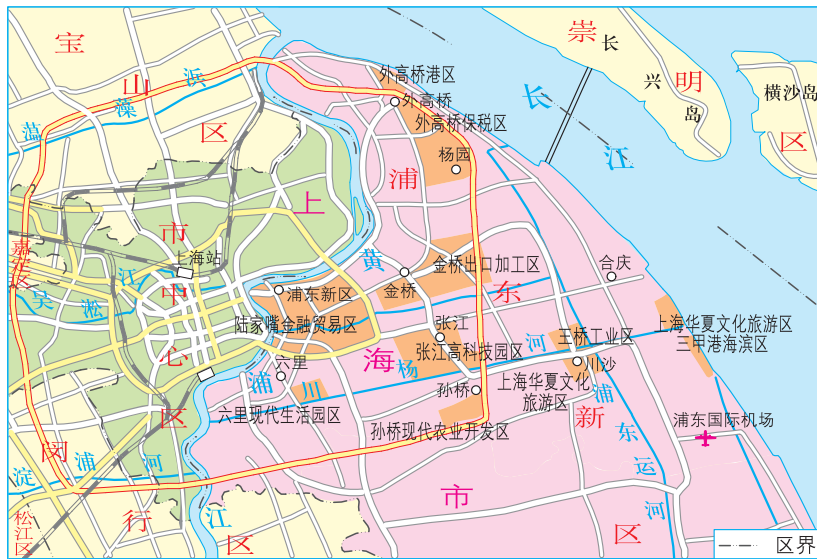 宝山区
蕰藻浜
外高桥港区
外高桥
外高桥保税区
杨园
长江
崇明区
长兴岛
横沙岛
上海市
浦东新区
市中心区
嘉定区
上海站
吴淞江
黄浦江
金桥出口加工区
金桥
合庆
浦东新区
陆家嘴金融贸易区
张江
张江高科技园区
王桥工业区
川沙
上海华夏文化旅游区
三甲港海滨区
六里
川杨河
孙桥
上海华夏文化
旅游区
六里现代生活园区
孙桥现代农业开发区
浦东国际机场
浦东运河
闵行区
淀浦河
松江区
区界